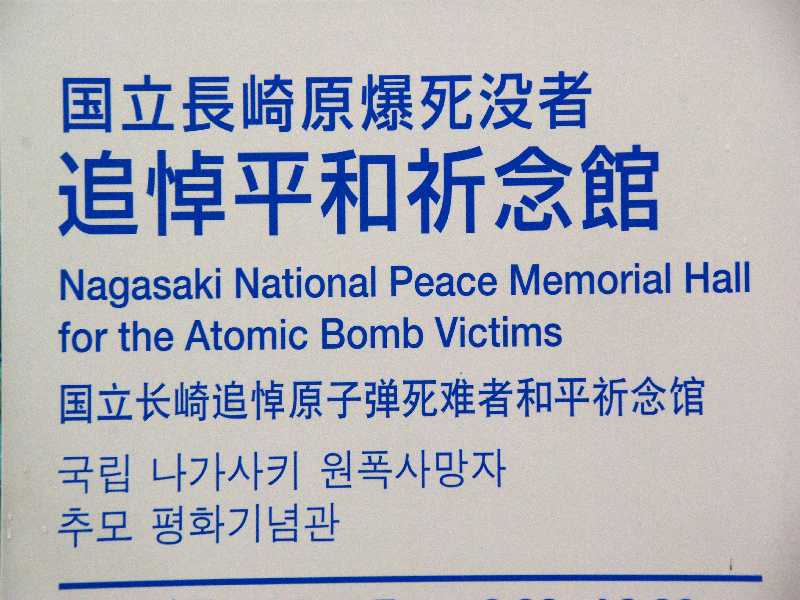 国立長崎原爆死没者
追悼平和祈念館
Nagasaki National Peace Memorial Hall
for the Atomic Bomb Victims
国立长崎追悼原子弹死难者和平祈念馆
국립 나가사키 원폭사망자
추모 평화기념관